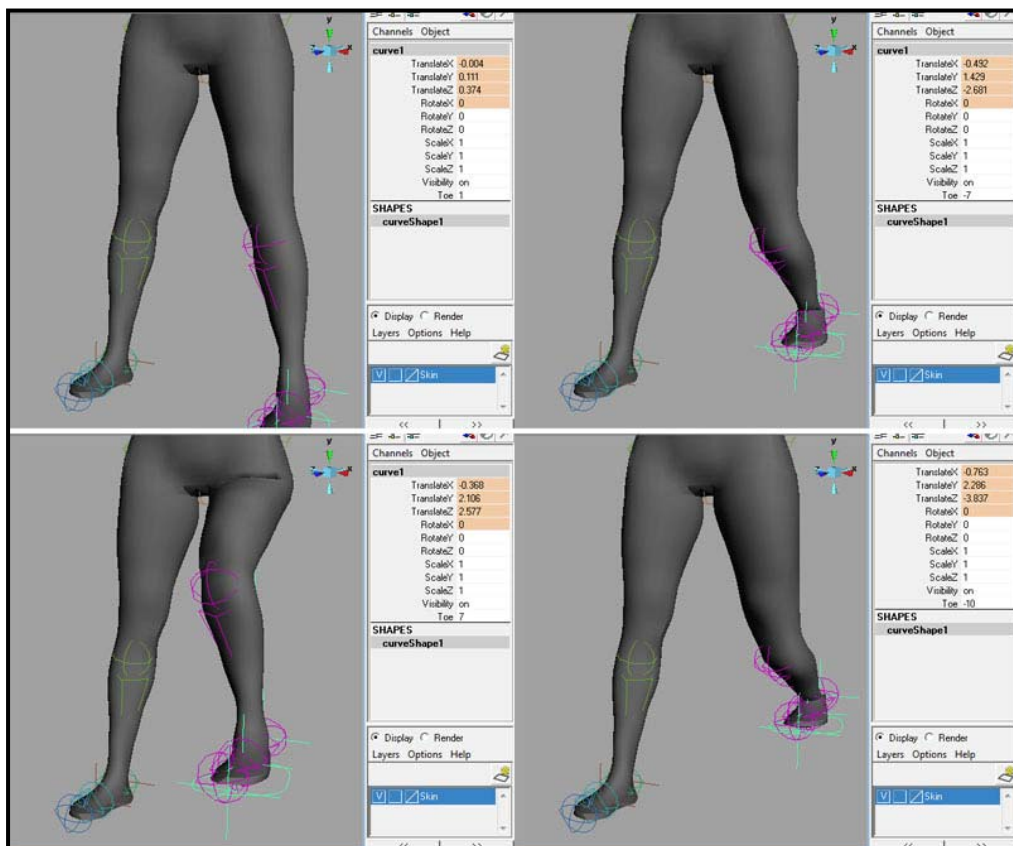 y
x
z
Channels Object
curve1
TranslateX -0.004
TranslateY 0.111
TranslateZ 0.374
RotateX 0
RotateY 0
RotateZ 0
ScaleX 1
ScaleY 1
ScaleZ 1
Visibility on
Toe 1
SHAPES
curveShape1
Display Render
Layers Options Help
V Skin
<< >>
y
x
z
Channels Object
curve1
TranslateX -0.492
TranslateY 1.429
TranslateZ -2.681
RotateX 0
RotateY 0
RotateZ 0
ScaleX 1
ScaleY 1
ScaleZ 1
Visibility on
Toe -7
SHAPES
curveShape1
Display Render
Layers Options Help
V Skin
<< >>
y
x
z
Channels Object
curve1
TranslateX -0.368
TranslateY 2.106
TranslateZ 2.577
RotateX 0
RotateY 0
RotateZ 0
ScaleX 1
ScaleY 1
ScaleZ 1
Visibility on
Toe 7
SHAPES
curveShape1
Display Render
Layers Options Help
V Skin
<< >>
y
x
z
Channels Object
TranslateX -0.763
TranslateY 2.286
TranslateZ -3.837
RotateX 0
RotateY 0
RotateZ 0
ScaleX 1
ScaleY 1
ScaleZ 1
Visibility on
Toe -10
SHAPES
curveShape1
Display Render
Layers Options Help
V Skin
<< >>